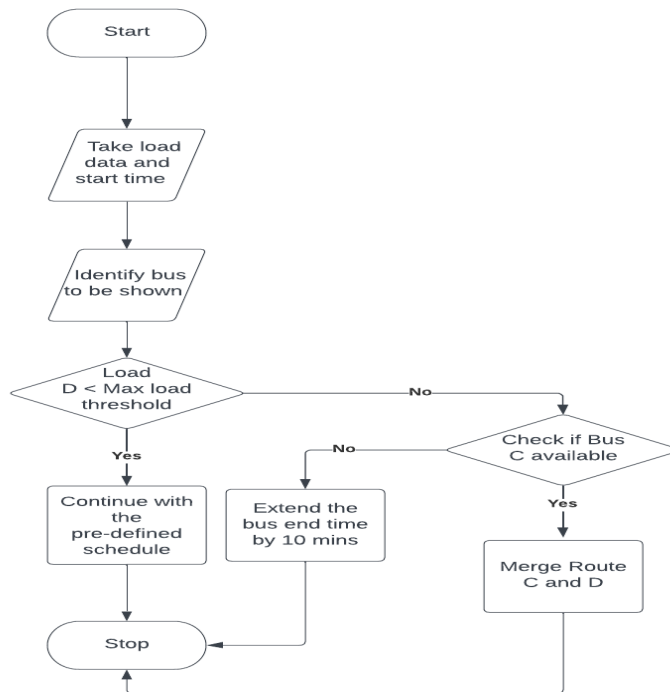 Start
Take load
data and
start time
Identify bus
to be shown
Load
D < Max load
threshold
No
Check if Bus
C available
No
Yes
Yes
Continue with
the
pre-defined
schedule
Extend the
bus end time
by 10 mins
Merge Route
C and D
Stop